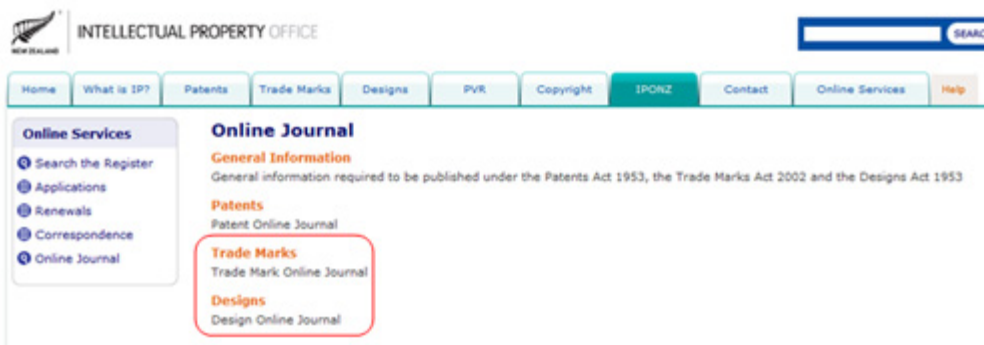 INTELLECTUAL PROPERTY OFFICE
NEW ZEALAND
SEARC
Home What is IP? Patents Trade Marks Designs PVR Copyright IPONZ Contact Online Services Help
Online Services
Search the Register
Applications
Renewals
Correspondence
Online Journal
Online Journal
General Information
General information required to be published under the Patents Act 1953, the Trade Marks Act 2002 and the Designs Act 1953
Patents
Patent Online Journal
Trade Marks
Trade Mark Online Journal
Designs
Design Online Journal